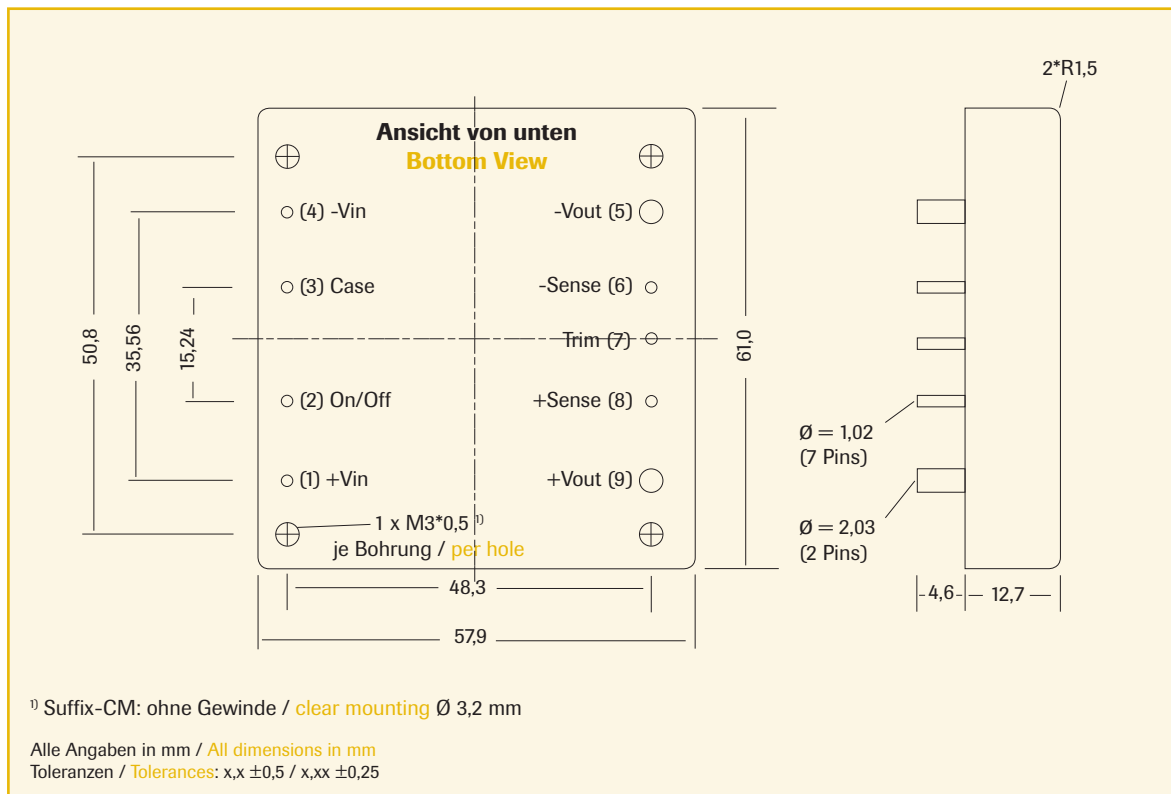 2*R1,5
Ansicht von unten
Bottom View
(4) -Vin
-Vout (5)
(3) Case
-Sense (6)
50,8
35,56
15,24
Trim (7)
61,0
(2) On/Off
+Sense (8)
Ø = 1,02
(7 Pins)
(1) +Vin
+Vout (9)
1 x M3*0,5 ¹⁾
je Bohrung / per hole
Ø = 2,03
(2 Pins)
48,3
4,6
12,7
57,9
¹⁾ Suffix-CM: ohne Gewinde / clear mounting Ø 3,2 mm
Alle Angaben in mm / All dimensions in mm
Toleranzen / Tolerances: x,x ±0,5 / x,xx ±0,25